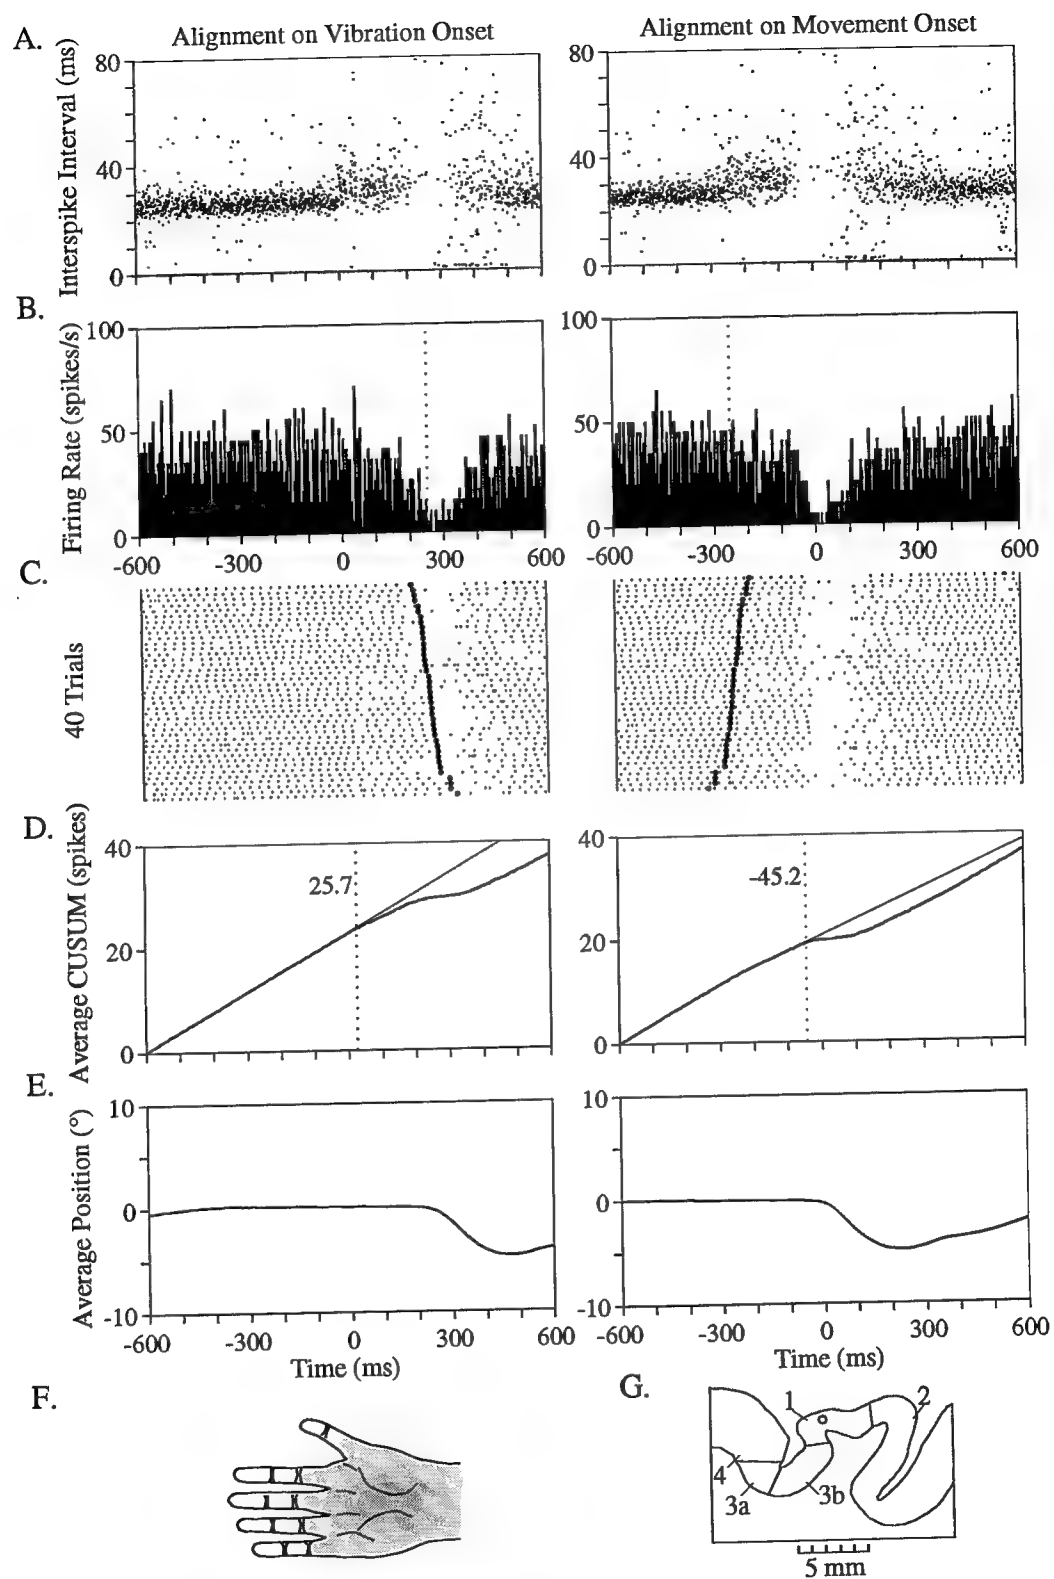 A.
Alignment on Vibration Onset
Alignment on Movement Onset
Interspike Interval (ms)
80
40
0
80
40
0
B.
Firing Rate (spikes/s)
100
50
0
100
50
0
-600 -300 0 300 600
-600 -300 0 300 600
C.
40 Trials
D.
Average CUSUM (spikes)
40
20
0
25.7
40
20
0
-45.2
E.
Average Position (°)
10
0
-10
10
0
-10
-600 -300 0 300 600
Time (ms)
-600 -300 0 300 600
Time (ms)
F.
G.
1
2
4
3a
3b
5 mm